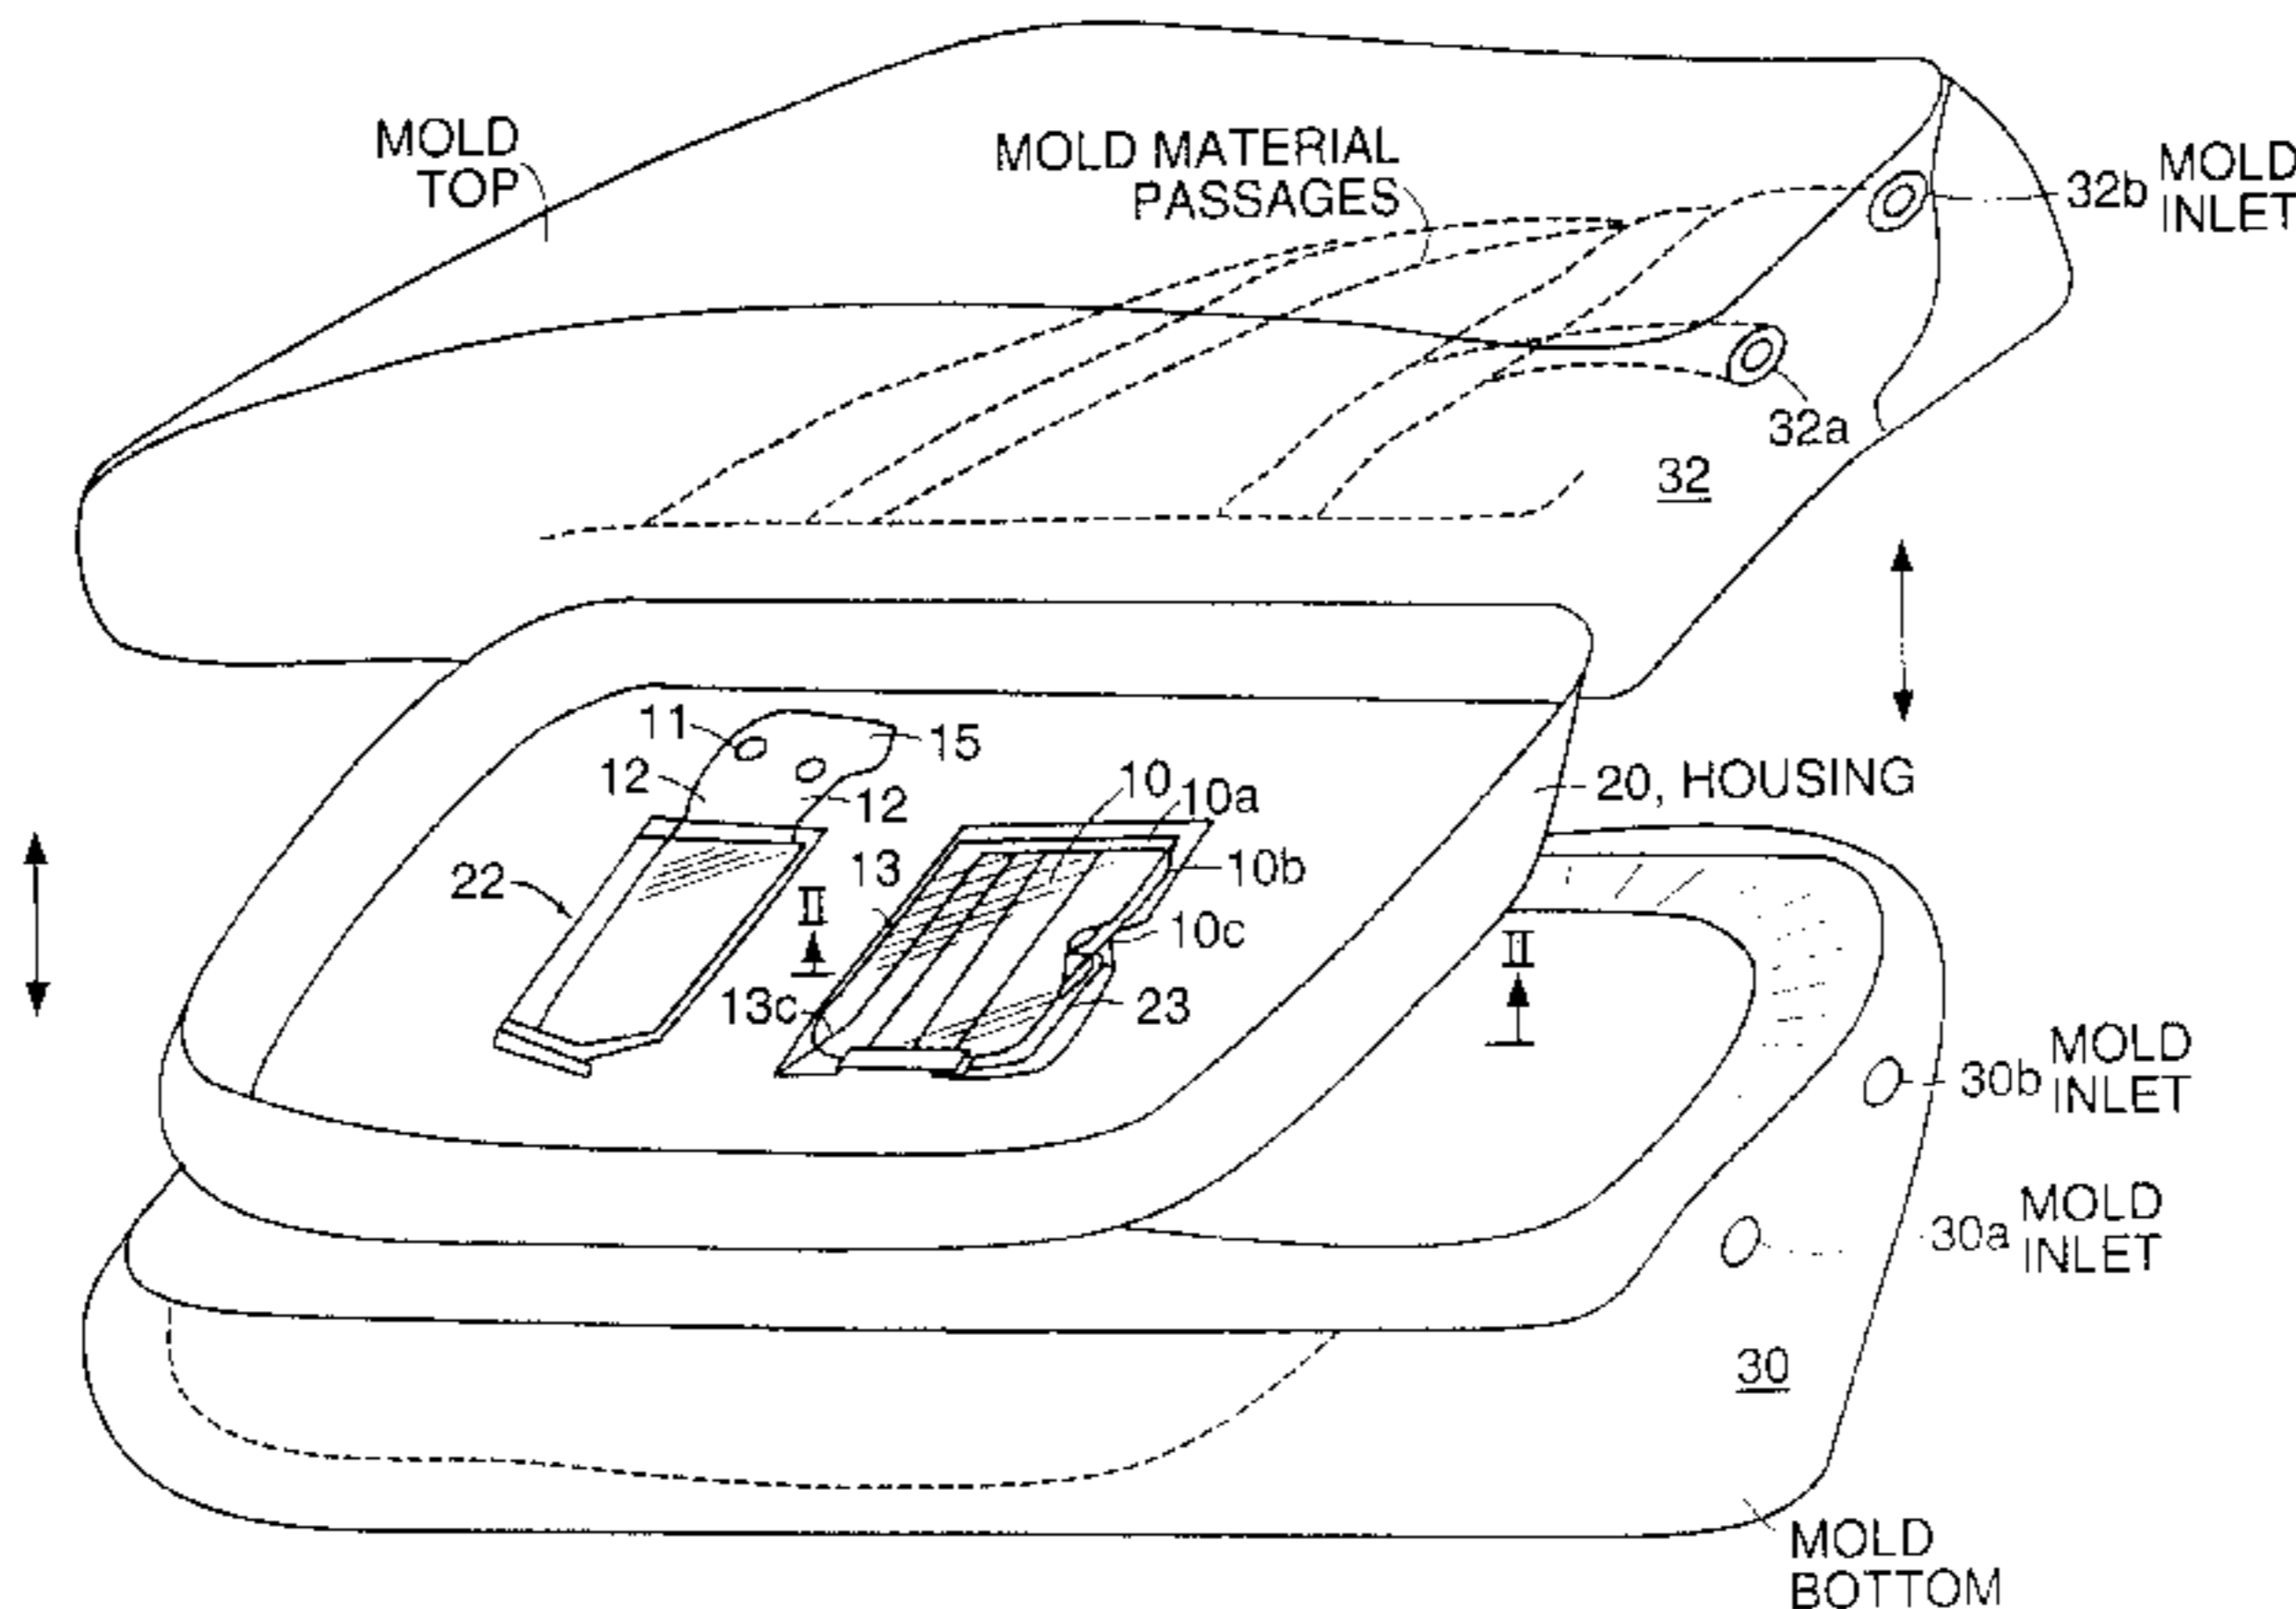 MOLD
TOP
MOLD MATERIAL
PASSAGES
32b MOLD
INLET
32a
32
11
15
12
12
10
10a
20, HOUSING
22
13
10b
II
10c
II
13c
23
30b MOLD
INLET
30a MOLD
INLET
30
MOLD
BOTTOM